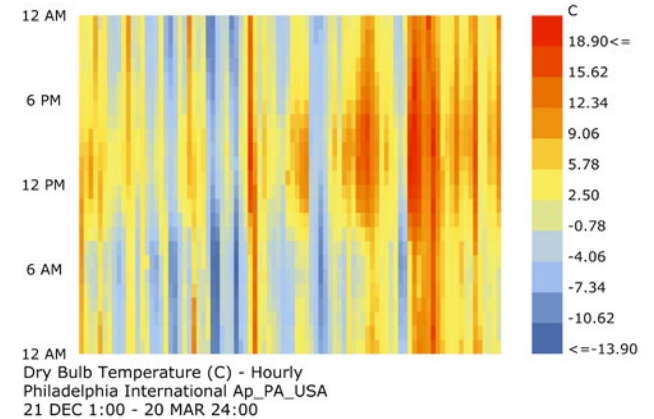 C
12 AM
18.90<=
15.62
6 PM
12.34
9.06
5.78
12 PM
2.50
-0.78
-4.06
6 AM
-7.34
-10.62
12 AM
<=-13.90
Dry Bulb Temperature (C) - Hourly
Philadelphia International Ap_PA_USA
21 DEC 1:00 - 20 MAR 24:00